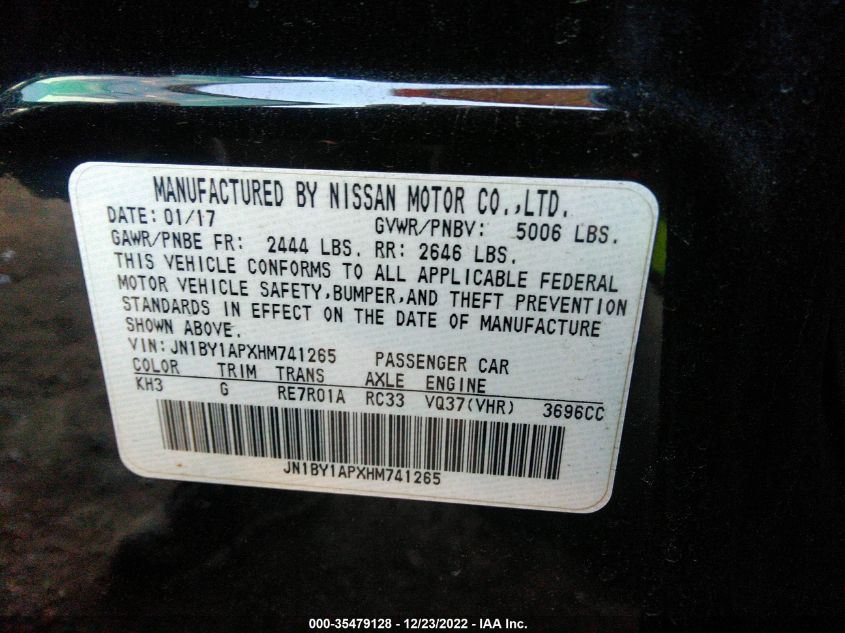 MANUFACTURED BY NISSAN MOTOR CO.,LTD.
DATE: 01/17 GVWR/PNBV: 5006 LBS.
GAWR/PNBE FR: 2444 LBS. RR: 2646 LBS.
THIS VEHICLE CONFORMS TO ALL APPLICABLE FEDERAL
MOTOR VEHICLE SAFETY,BUMPER,AND THEFT PREVENTION
STANDARDS IN EFFECT ON THE DATE OF MANUFACTURE
SHOWN ABOVE.
VIN: JN1BY1APXHM741265 PASSENGER CAR
COLOR TRIM TRANS AXLE ENGINE
KH3 G RE7R01A RC33 VQ37(VHR) 3696CC
JN1BY1APXHM741265
000-35479128 - 12/23/2022 - IAA Inc.